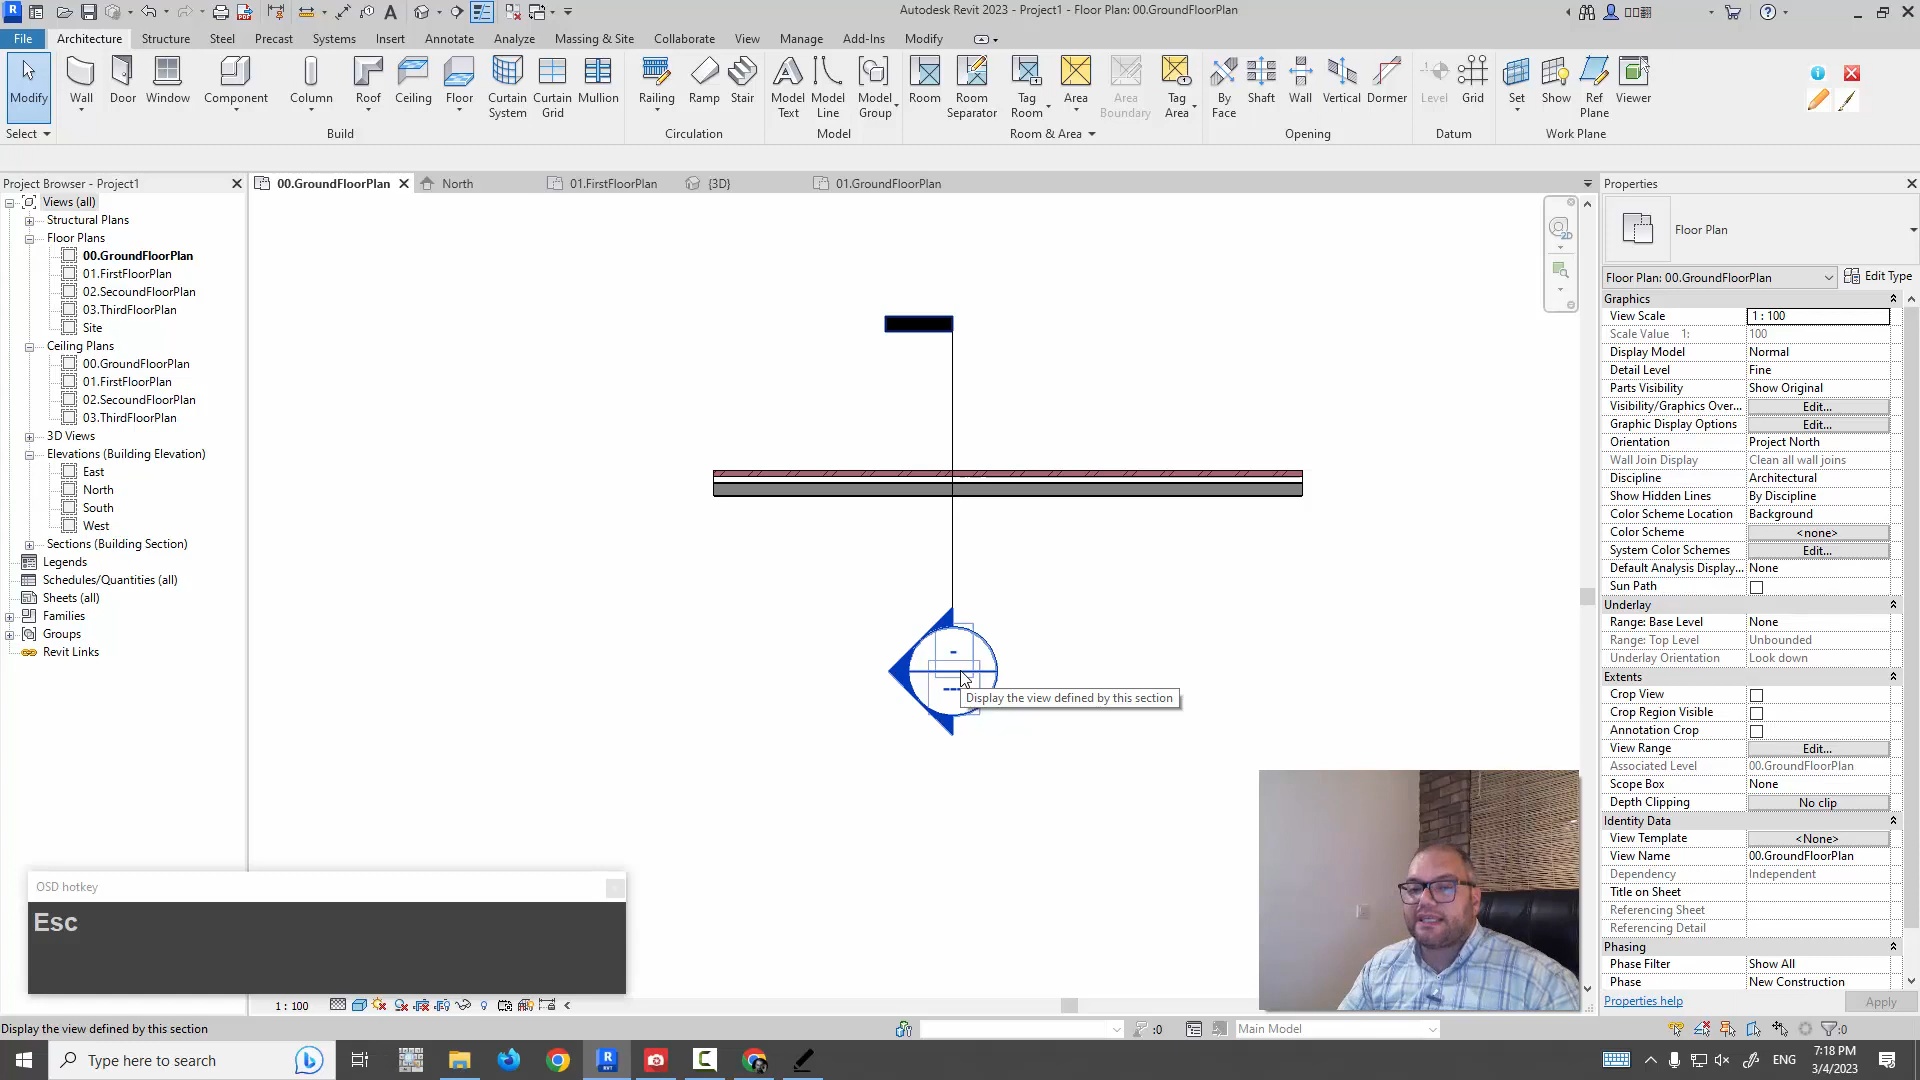 Autodesk Revit 2023 - Project1 - Floor Plan: 00.GroundFloorPlan
File
Architecture
Structure
Steel
Precast
Systems
Insert
Annotate
Analyze
Massing & Site
Collaborate
View
Manage
Add-Ins
Modify
Modify
Wall
Door
Window
Component
Column
Roof
Ceiling
Floor
Curtain System
Curtain Grid
Mullion
Railing
Ramp
Stair
Model Text
Model Line
Model Group
Room
Room Separator
Tag Room
Area
Area Boundary
Tag Area
By Face
Shaft
Wall
Vertical
Dormer
Level
Grid
Set
Show
Ref Plane
Viewer
Select
Build
Circulation
Model
Room & Area
Opening
Datum
Work Plane
Project Browser - Project1
Views (all)
Structural Plans
Floor Plans
00.GroundFloorPlan
01.FirstFloorPlan
02.SecoundFloorPlan
03.ThirdFloorPlan
Site
Ceiling Plans
00.GroundFloorPlan
01.FirstFloorPlan
02.SecoundFloorPlan
03.ThirdFloorPlan
3D Views
Elevations (Building Elevation)
East
North
South
West
Sections (Building Section)
Legends
Schedules/Quantities (all)
Sheets (all)
Families
Groups
Revit Links
00.GroundFloorPlan
North
01.FirstFloorPlan
{3D}
01.GroundFloorPlan
2D
Display the view defined by this section
Properties
Floor Plan
Floor Plan: 00.GroundFloorPlan
Edit Type
Graphics
View Scale 1 : 100
Scale Value 1: 100
Display Model Normal
Detail Level Fine
Parts Visibility Show Original
Visibility/Graphics Over... Edit...
Graphic Display Options Edit...
Orientation Project North
Wall Join Display Clean all wall joins
Discipline Architectural
Show Hidden Lines By Discipline
Color Scheme Location Background
Color Scheme <none>
System Color Schemes Edit...
Default Analysis Display... None
Sun Path
Underlay
Range: Base Level None
Range: Top Level Unbounded
Underlay Orientation Look down
Extents
Crop View
Crop Region Visible
Annotation Crop
View Range Edit...
Associated Level 00.GroundFloorPlan
Scope Box None
Depth Clipping No clip
Identity Data
View Template <None>
View Name 00.GroundFloorPlan
Dependency Independent
Title on Sheet
Referencing Sheet
Referencing Detail
Phasing
Phase Filter Show All
Phase New Construction
Properties help
Apply
OSD hotkey
Esc
1 : 100
Display the view defined by this section
:0
Main Model
:0
Type here to search
ENG
7:18 PM
3/4/2023